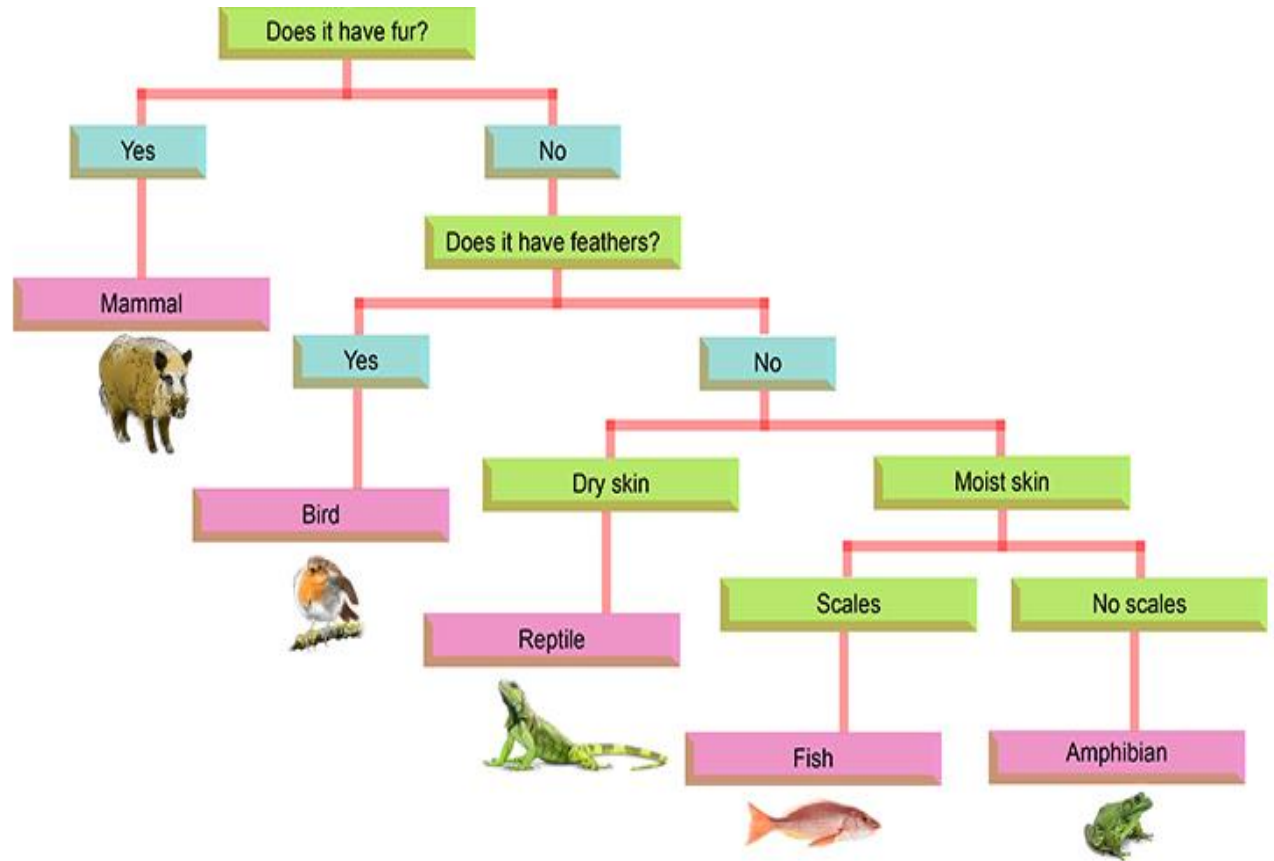 Does it have fur?
Yes
No
Does it have feathers?
Mammal
Yes
No
Dry skin
Moist skin
Bird
Scales
No scales
Reptile
Fish
Amphibian